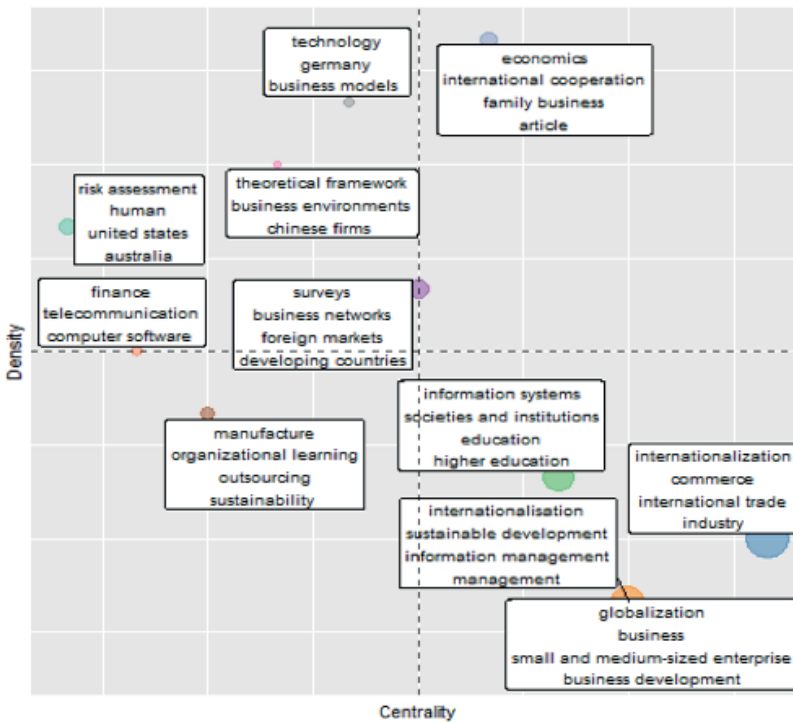 technology
germany
business models
economics
international cooperation
family business
article
theoretical framework
business environments
chinese firms
risk assessment
human
united states
australia
finance
telecommunication
computer software
surveys
business networks
foreign markets
developing countries
information systems
societies and institutions
education
higher education
manufacture
organizational learning
outsourcing
sustainability
internationalization
commerce
international trade
industry
internationalisation
sustainable development
information management
management
globalization
business
small and medium-sized enterprise
business development
Density
Centrality